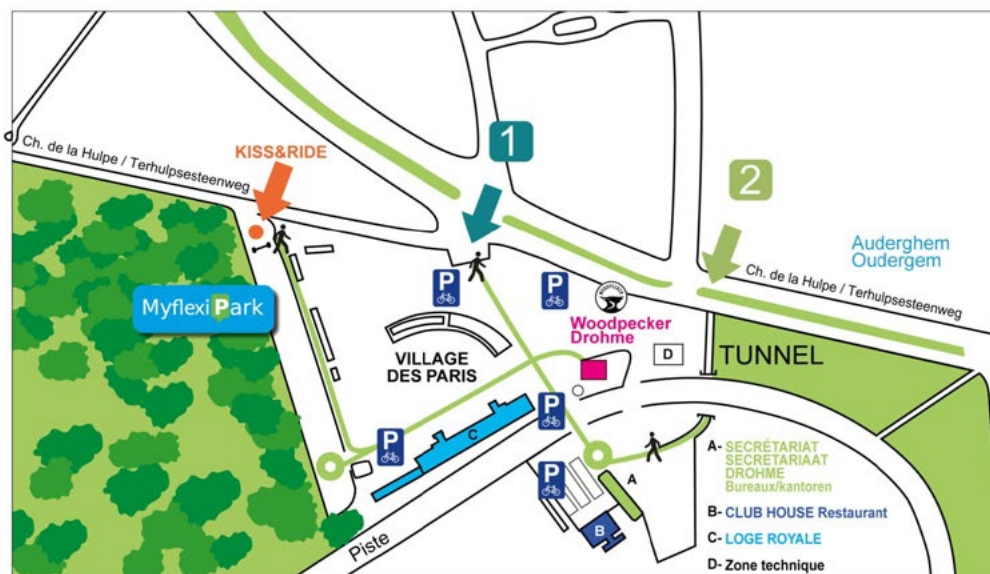 1
KISS&RIDE
Ch. de la Hulpe / Terhulpsesteenweg
2
Auderghem
Oudergem
Ch. de la Hulpe / Terhulpsesteenweg
P
P
WOODPECKER
Myflexi Park
Woodpecker
Drohme
VILLAGE
DES PARIS
D
TUNNEL
P
P
C
P
A
B
Piste
A- SECRÉTARIAT
SECRETARIAAT
DROHME
Bureaux/kantoren
B- CLUB HOUSE Restaurant
C- LOGE ROYALE
D- Zone technique